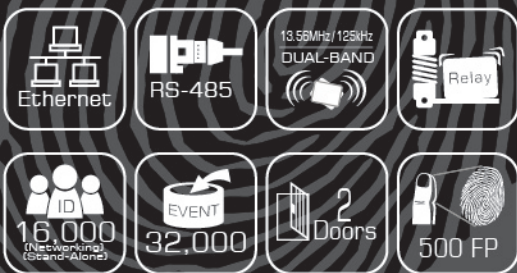 Ethernet
RS-485
13.56MHz/125kHz
DUAL-BAND
Relay
ID
16,000
(Networking)
(Stand-Alone)
EVENT
32,000
2
Doors
500 FP